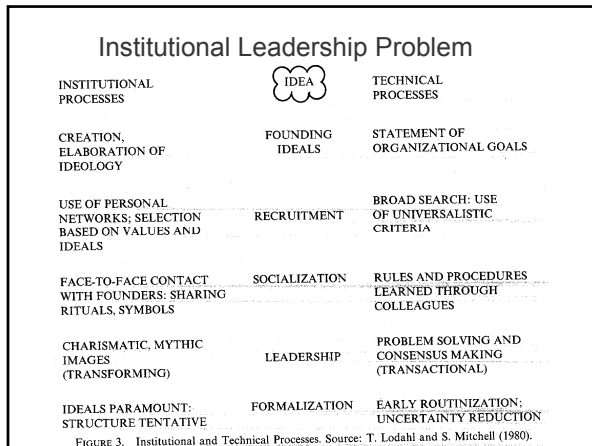 Institutional Leadership Problem
INSTITUTIONAL
PROCESSES
IDEA
TECHNICAL
PROCESSES
CREATION,
ELABORATION OF
IDEOLOGY
FOUNDING
IDEALS
STATEMENT OF
ORGANIZATIONAL GOALS
USE OF PERSONAL
NETWORKS; SELECTION
BASED ON VALUES AND
IDEALS
RECRUITMENT
BROAD SEARCH: USE
OF UNIVERSALISTIC
CRITERIA
FACE-TO-FACE CONTACT
WITH FOUNDERS: SHARING
RITUALS, SYMBOLS
SOCIALIZATION
RULES AND PROCEDURES
LEARNED THROUGH
COLLEAGUES
CHARISMATIC, MYTHIC
IMAGES
(TRANSFORMING)
LEADERSHIP
PROBLEM SOLVING AND
CONSENSUS MAKING
(TRANSACTIONAL)
IDEALS PARAMOUNT:
STRUCTURE TENTATIVE
FORMALIZATION
EARLY ROUTINIZATION;
UNCERTAINTY REDUCTION
FIGURE 3. Institutional and Technical Processes. Source: T. Lodahl and S. Mitchell (1980).